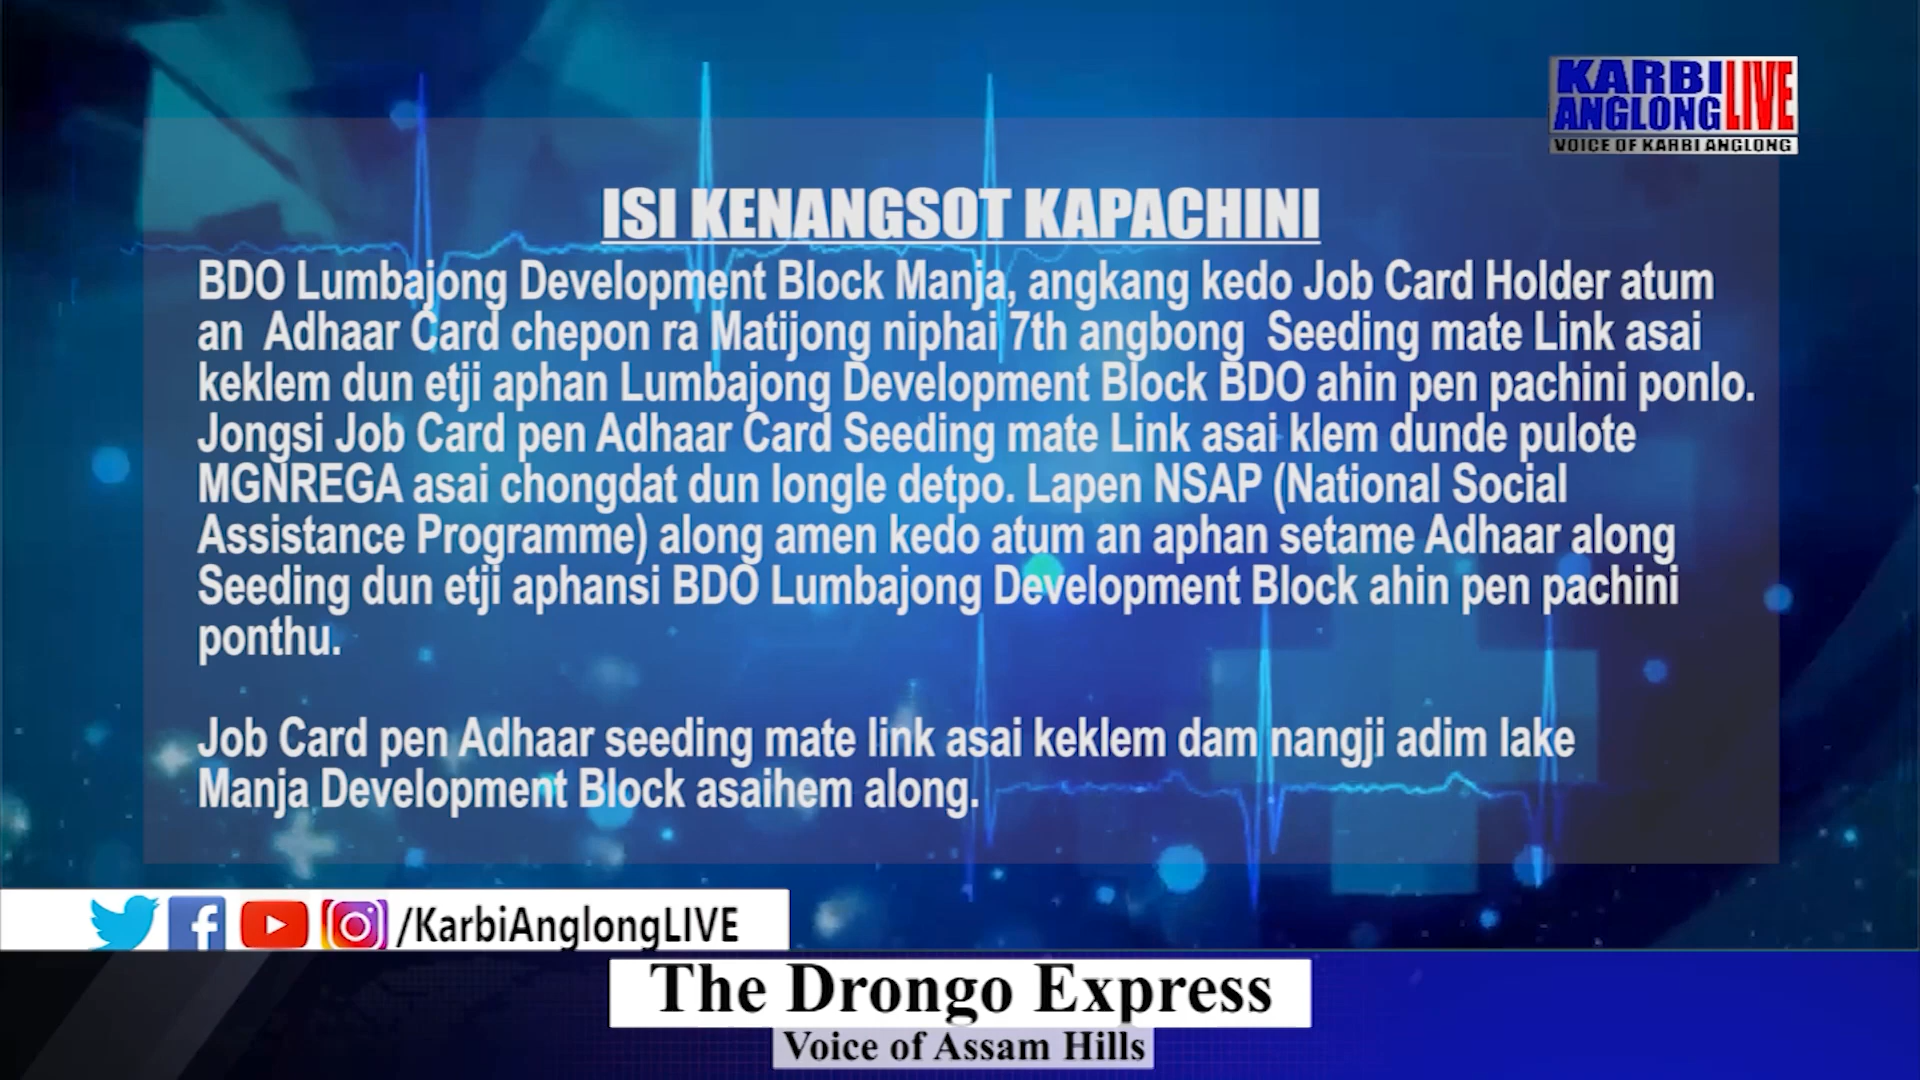 KARBI
ANGLONG LIVE
VOICE OF KARBI ANGLONG
ISI KENANGSOT KAPACHINI
BDO Lumbajong Development Block Manja, angkang kedo Job Card Holder atum
an Adhaar Card chepon ra Matijong niphai 7th angbong Seeding mate Link asai
keklem dun etji aphan Lumbajong Development Block BDO ahin pen pachini ponlo.
Jongsi Job Card pen Adhaar Card Seeding mate Link asai klem dunde pulote
MGNREGA asai chongdat dun longle detpo. Lapen NSAP (National Social
Assistance Programme) along amen kedo atum an aphan setame Adhaar along
Seeding dun etji aphansi BDO Lumbajong Development Block ahin pen pachini
ponthu.
Job Card pen Adhaar seeding mate link asai keklem dam nangji adim lake
Manja Development Block asaihem along.
/KarbiAnglongLIVE
The Drongo Express
Voice of Assam Hills